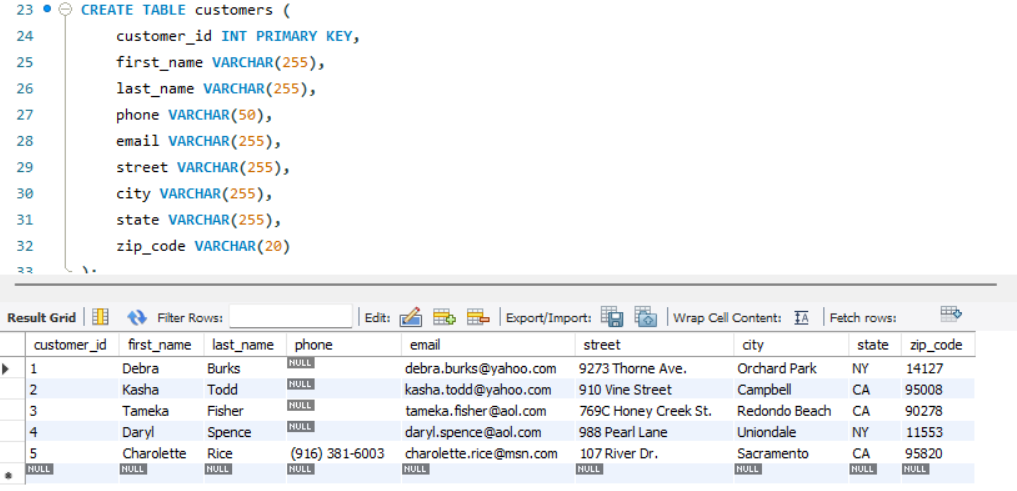 23 CREATE TABLE customers (
24 customer_id INT PRIMARY KEY,
25 first_name VARCHAR(255),
26 last_name VARCHAR(255),
27 phone VARCHAR(50),
28 email VARCHAR(255),
29 street VARCHAR(255),
30 city VARCHAR(255),
31 state VARCHAR(255),
32 zip_code VARCHAR(20)
33 );
Result Grid Filter Rows: Edit: Export/Import: Wrap Cell Content: Fetch rows:
customer_id first_name last_name phone email street city state zip_code
1 Debra Burks NULL debra.burks@yahoo.com 9273 Thorne Ave. Orchard Park NY 14127
2 Kasha Todd NULL kasha.todd@yahoo.com 910 Vine Street Campbell CA 95008
3 Tameka Fisher NULL tameka.fisher@aol.com 769C Honey Creek St. Redondo Beach CA 90278
4 Daryl Spence NULL daryl.spence@aol.com 988 Pearl Lane Uniondale NY 11553
5 Charolette Rice (916) 381-6003 charolette.rice@msn.com 107 River Dr. Sacramento CA 95820
NULL NULL NULL NULL NULL NULL NULL NULL NULL